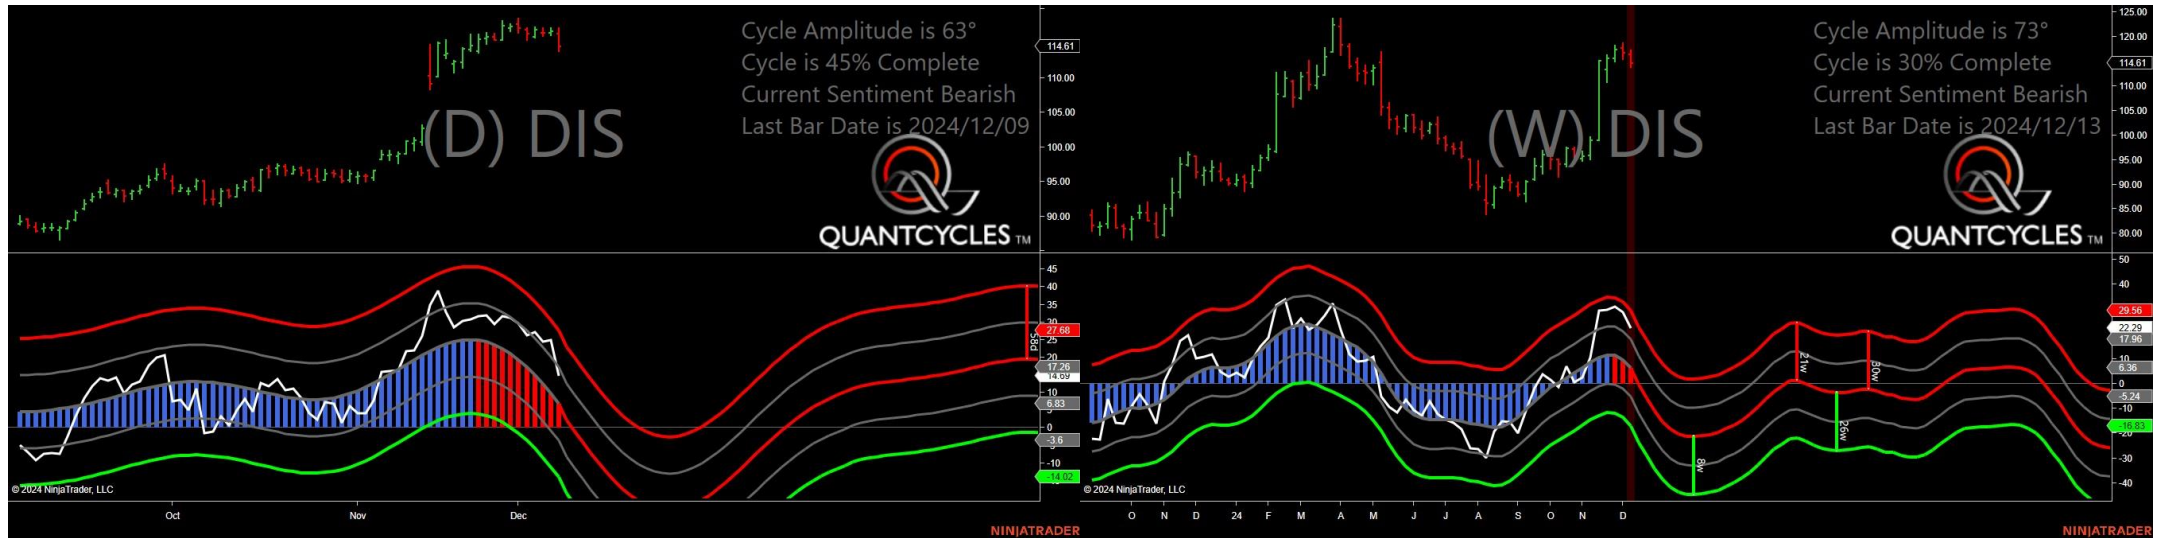 Cycle Amplitude is 63°
Cycle is 45% Complete
Current Sentiment Bearish
Last Bar Date is 2024/12/09
(D) DIS
QUANTCYCLES TM
114.61
110.00
105.00
100.00
95.00
90.00
45
40
35
30
27.68
25
20
17.26
14.69
10
6.83
5
0
-3.6
-10
-14.02
58d
© 2024 NinjaTrader, LLC
Oct Nov Dec
NINJATRADER
Cycle Amplitude is 73°
Cycle is 30% Complete
Current Sentiment Bearish
Last Bar Date is 2024/12/13
(W) DIS
QUANTCYCLES TM
125.00
120.00
114.61
110.00
105.00
100.00
95.00
90.00
85.00
80.00
50
40
29.56
22.29
17.96
10
6.36
0
-5.24
-10
-16.83
-20
-30
-40
8w
21w
26w
30w
© 2024 NinjaTrader, LLC
O N D 24 F M A M J J A S O N D
NINJATRADER